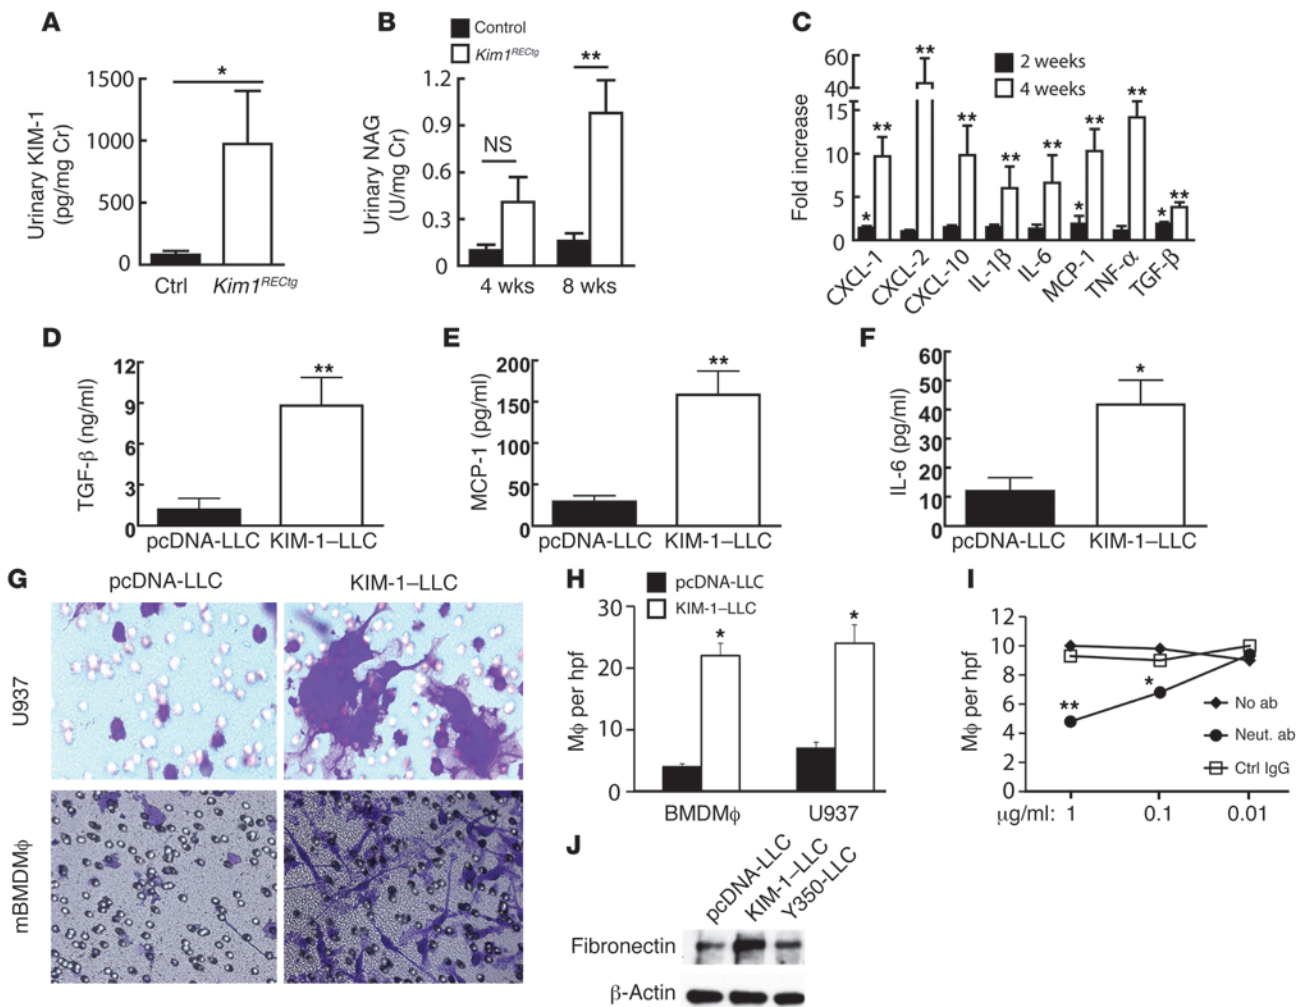 A
1500
1000
500
0
Urinary KIM-1
(pg/mg Cr)
*
Ctrl
Kim1^RECtg
B
Control
Kim1^RECtg
1.2
0.9
0.6
0.3
0
Urinary NAG
(U/mg Cr)
NS
**
4 wks
8 wks
C
2 weeks
4 weeks
60
40
15
10
5
0
Fold increase
* ** ** ** ** ** * ** ** * **
CXCL-1
CXCL-2
CXCL-10
IL-1β
IL-6
MCP-1
TNF-α
TGF-β
D
12
9
6
3
0
TGF-β (ng/ml)
**
pcDNA-LLC
KIM-1–LLC
E
200
150
100
50
0
MCP-1 (pg/ml)
**
pcDNA-LLC
KIM-1–LLC
F
60
50
40
30
20
10
0
IL-6 (pg/ml)
*
pcDNA-LLC
KIM-1–LLC
G
pcDNA-LLC
KIM-1–LLC
U937
mBMDMϕ
H
pcDNA-LLC
KIM-1–LLC
30
20
10
0
Mϕ per hpf
*
*
BMDMϕ
U937
I
12
10
8
6
4
2
0
Mϕ per hpf
**
*
No ab
Neut. ab
Ctrl IgG
μg/ml: 1 0.1 0.01
J
pcDNA-LLC
KIM-1–LLC
Y350-LLC
Fibronectin
β-Actin